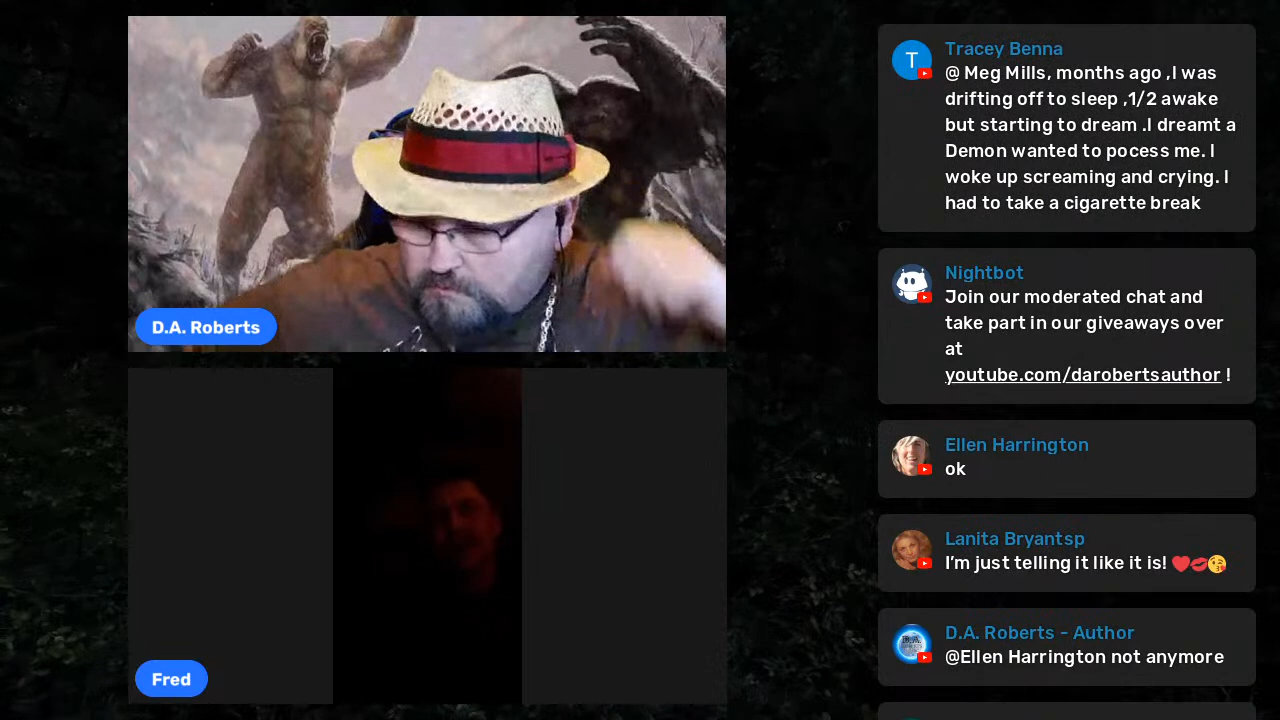 D.A. Roberts
Fred
Tracey Benna
@ Meg Mills, months ago ,I was
drifting off to sleep ,1/2 awake
but starting to dream .I dreamt a
Demon wanted to pocess me. I
woke up screaming and crying. I
had to take a cigarette break
Nightbot
Join our moderated chat and
take part in our giveaways over
at
youtube.com/darobertsauthor !
Ellen Harrington
ok
Lanita Bryantsp
I'm just telling it like it is! ❤️💋😘
D.A. Roberts - Author
@Ellen Harrington not anymore